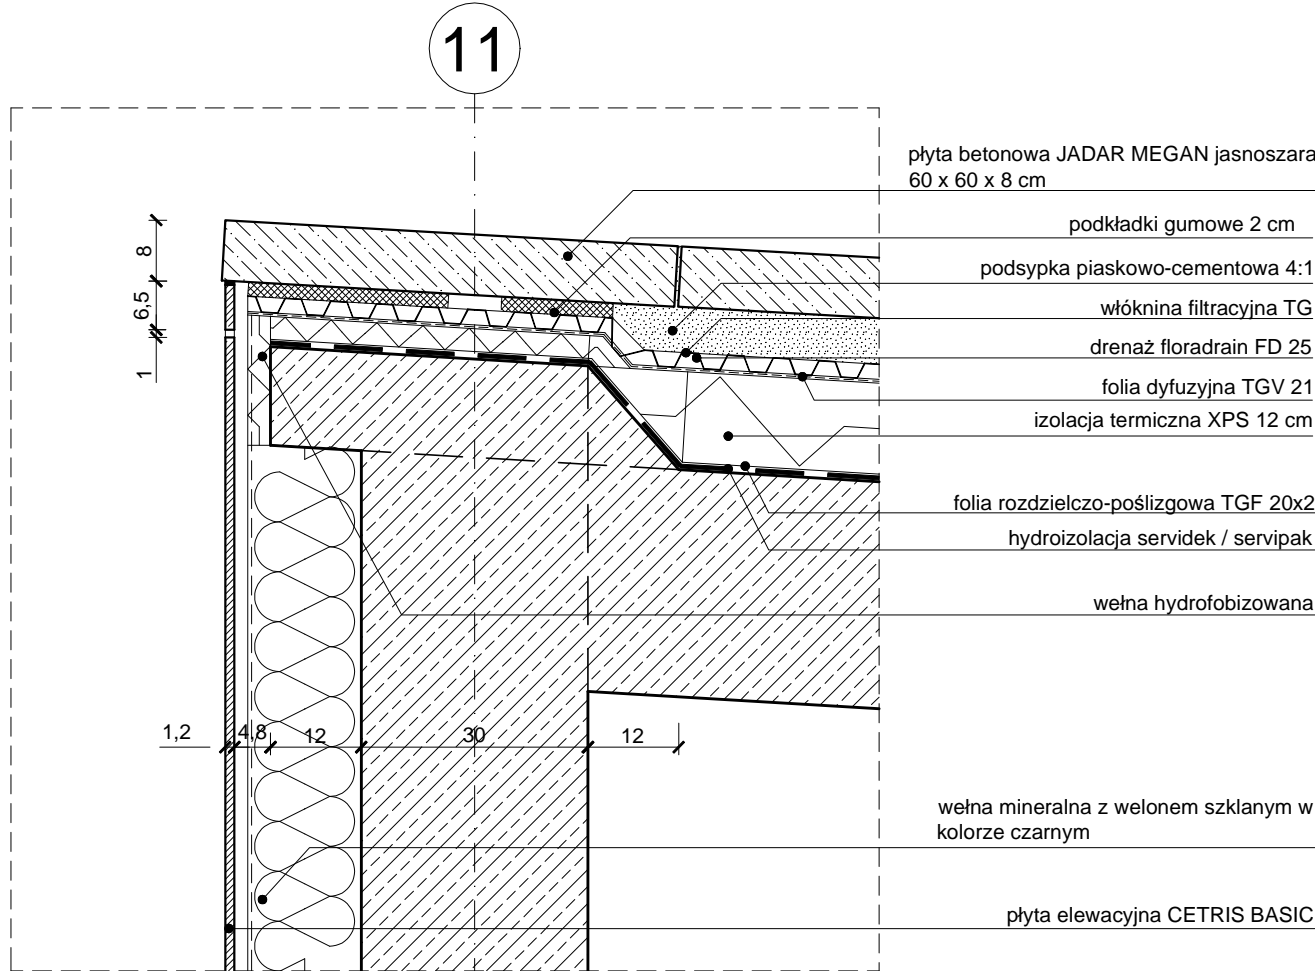 11
płyta betonowa JADAR MEGAN jasnoszara
60 x 60 x 8 cm
podkładki gumowe 2 cm
podsypka piaskowo-cementowa 4:1
włóknina filtracyjna TG
drenaż floradrain FD 25
folia dyfuzyjna TGV 21
izolacja termiczna XPS 12 cm
folia rozdzielczo-poślizgowa TGF 20x2
hydroizolacja servidek / servipak
wełna hydrofobizowana
8
6,5
1
1,2
4,8
12
30
12
wełna mineralna z welonem szklanym w
kolorze czarnym
płyta elewacyjna CETRIS BASIC